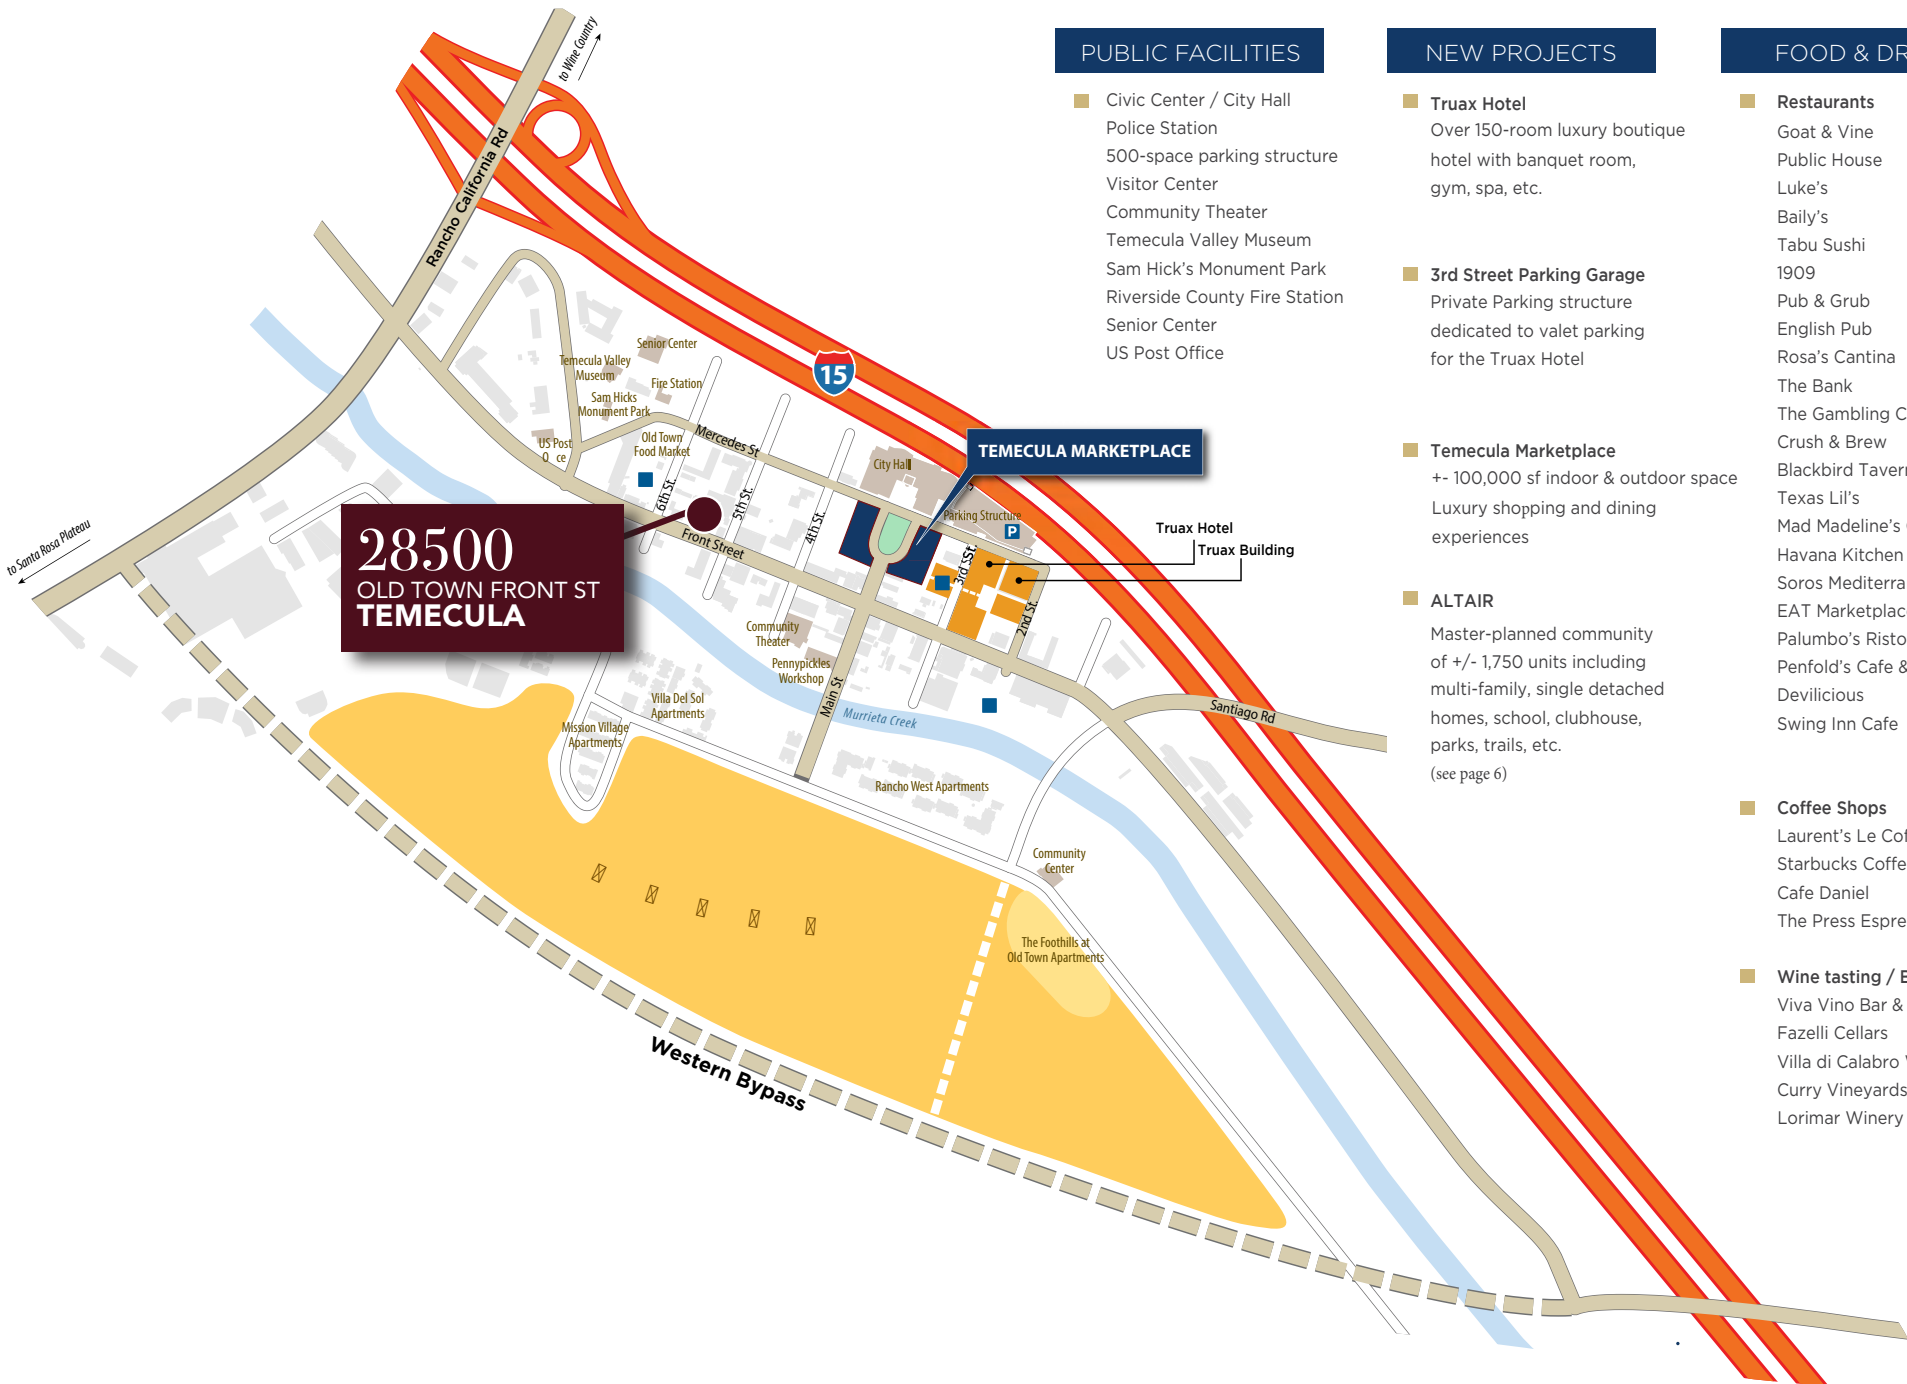 PUBLIC FACILITIES
Civic Center / City Hall
Police Station
500-space parking structure
Visitor Center
Community Theater
Temecula Valley Museum
Sam Hick's Monument Park
Riverside County Fire Station
Senior Center
US Post Office
NEW PROJECTS
Truax Hotel
Over 150-room luxury boutique
hotel with banquet room,
gym, spa, etc.
3rd Street Parking Garage
Private Parking structure
dedicated to valet parking
for the Truax Hotel
Temecula Marketplace
+- 100,000 sf indoor & outdoor space
Luxury shopping and dining
experiences
ALTAIR
Master-planned community
of +/- 1,750 units including
multi-family, single detached
homes, school, clubhouse,
parks, trails, etc.
(see page 6)
FOOD & DR
Restaurants
Goat & Vine
Public House
Luke's
Baily's
Tabu Sushi
1909
Pub & Grub
English Pub
Rosa's Cantina
The Bank
The Gambling C
Crush & Brew
Blackbird Tavern
Texas Lil's
Mad Madeline's
Havana Kitchen
Soros Mediterra
EAT Marketplace
Palumbo's Risto
Penfold's Cafe &
Devilicious
Swing Inn Cafe
Coffee Shops
Laurent's Le Cof
Starbucks Coffe
Cafe Daniel
The Press Espre
Wine tasting / B
Viva Vino Bar &
Fazelli Cellars
Villa di Calabro
Curry Vineyards
Lorimar Winery
to Wine Country
Rancho California Rd
to Santa Rosa Plateau
15
Senior Center
Temecula Valley
Museum
Fire Station
Sam Hicks
Monument Park
US Post
O ce
Old Town
Food Market
Mercedes St
6th St.
5th St.
4th St.
Front Street
City Hall
TEMECULA MARKETPLACE
Parking Structure
P
3rd SSt.
2nd St.
Truax Hotel
Truax Building
28500
OLD TOWN FRONT ST
TEMECULA
Community
Theater
Pennypickles
Workshop
Main St
Murrieta Creek
Santiago Rd
Villa Del Sol
Apartments
Mission Village
Apartments
Rancho West Apartments
Community
Center
The Foothills at
Old Town Apartments
Western Bypass